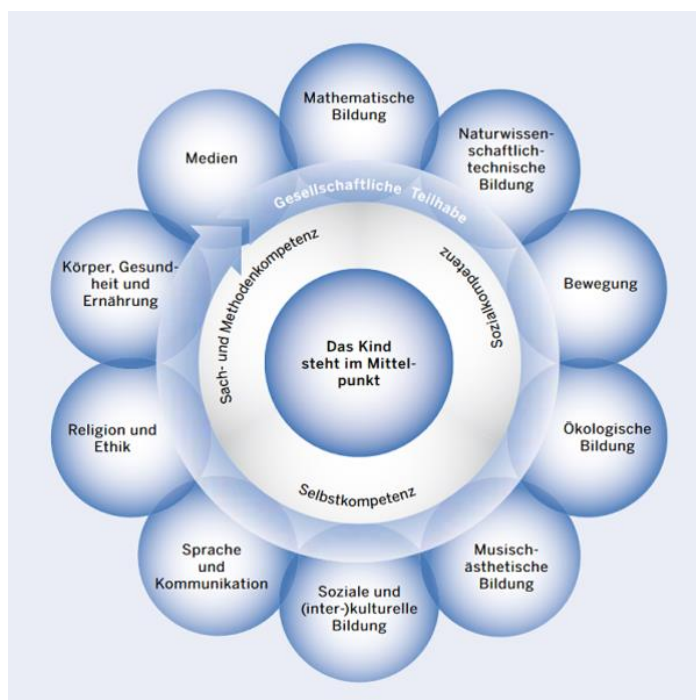 Mathematische
Bildung
Naturwissen-
schaftlich-
technische
Bildung
Bewegung
Ökologische
Bildung
Musisch-
ästhetische
Bildung
Soziale und
(inter-)kulturelle
Bildung
Sprache
und
Kommunikation
Religion und
Ethik
Körper, Gesund-
heit und
Ernährung
Medien
Gesellschaftliche Teilhabe
Sach- und Methodenkompetenz
Sozialkompetenz
Selbstkompetenz
Das Kind
steht im Mittel-
punkt